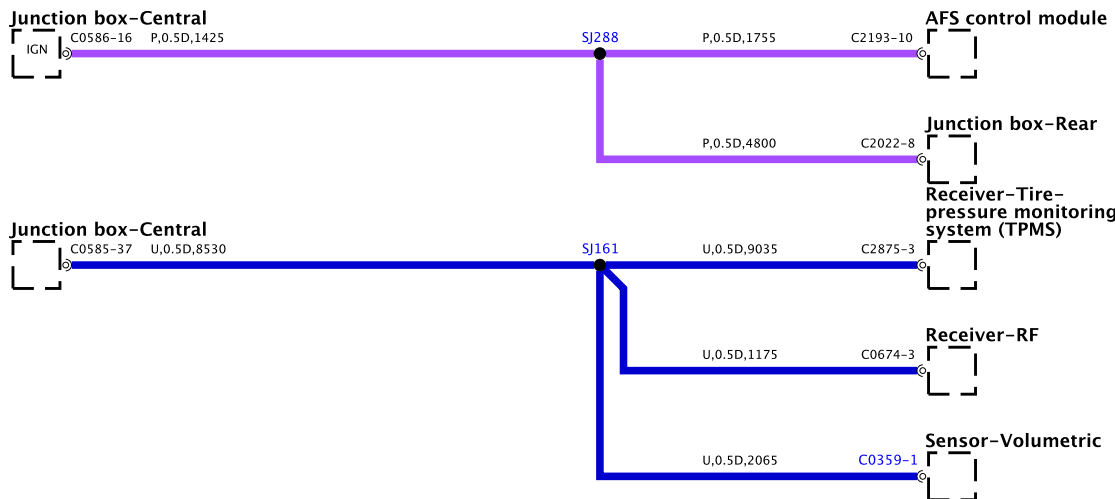 Junction box-Central
AFS control module
IGN
C0586-16
P,0.5D,1425
SJ288
P,0.5D,1755
C2193-10
Junction box-Rear
P,0.5D,4800
C2022-8
Receiver-Tire-
pressure monitoring
system (TPMS)
Junction box-Central
C0585-37
U,0.5D,8530
SJ161
U,0.5D,9035
C2875-3
Receiver-RF
U,0.5D,1175
C0674-3
Sensor-Volumetric
U,0.5D,2065
C0359-1